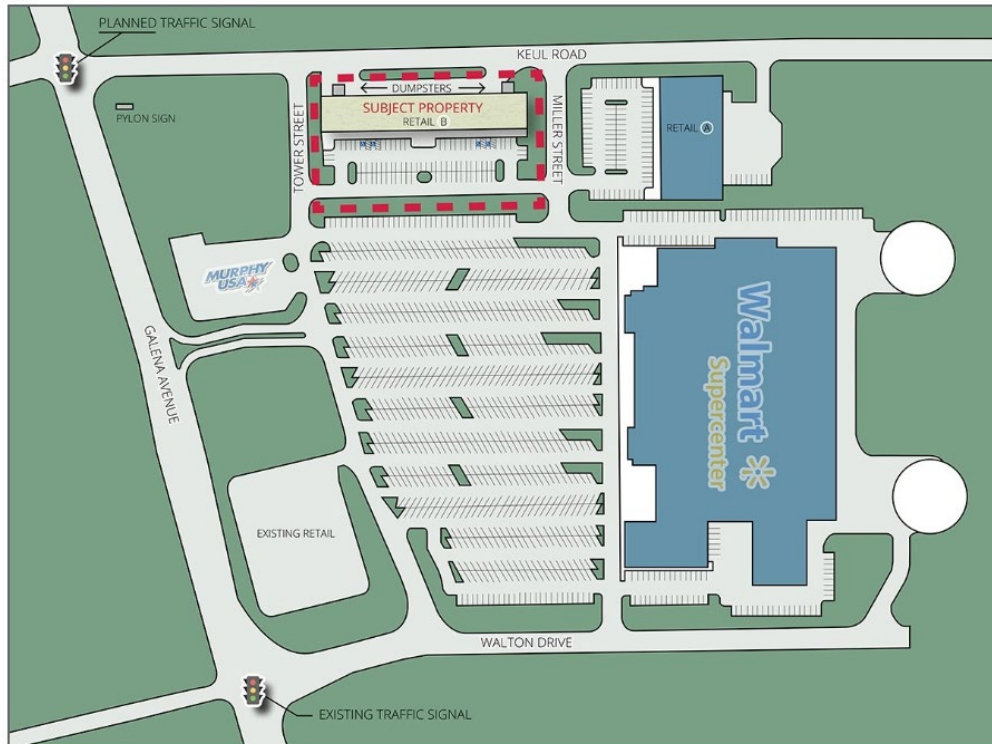 PLANNED TRAFFIC SIGNAL
KEUL ROAD
DUMPSTERS
SUBJECT PROPERTY
RETAIL B
PYLON SIGN
TOWER STREET
MILLER STREET
RETAIL A
MURPHY
USA
GALENA AVENUE
Walmart
Supercenter
EXISTING RETAIL
WALTON DRIVE
EXISTING TRAFFIC SIGNAL